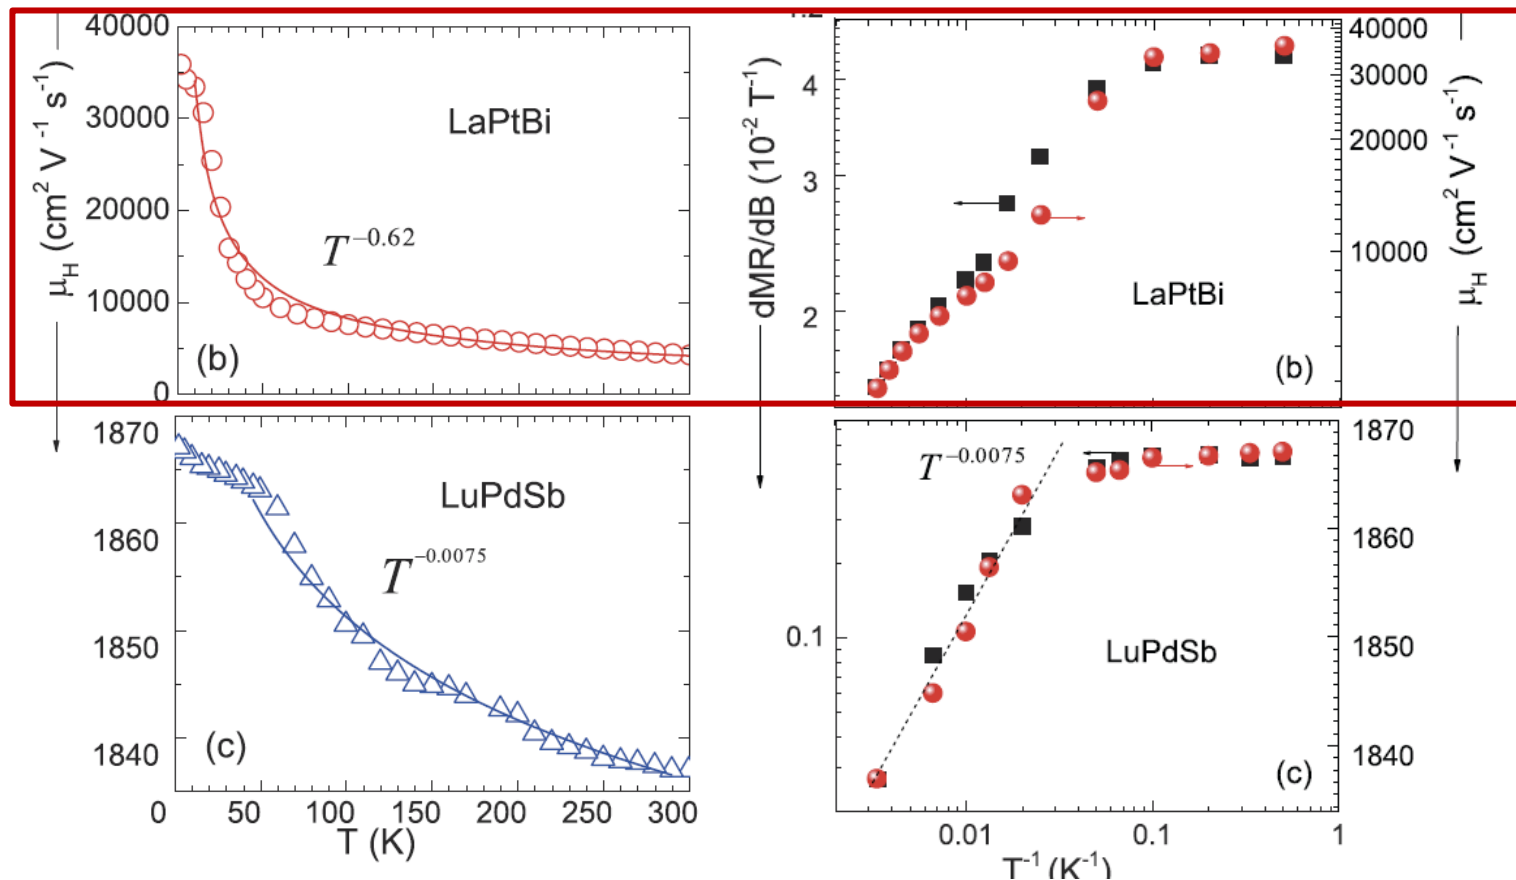 40000
30000
20000
10000
0
μH (cm2 V-1 s-1)
LaPtBi
T−0.62
(b)
1870
1860
1850
1840
LuPdSb
T−0.0075
(c)
0 50 100 150 200 250 300
T (K)
4
3
2
dMR/dB (10-2 T-1)
LaPtBi
(b)
40000
30000
20000
10000
μH (cm2 V-1 s-1)
0.1
T−0.0075
LuPdSb
(c)
1870
1860
1850
1840
0.01 0.1 1
T-1 (K-1)